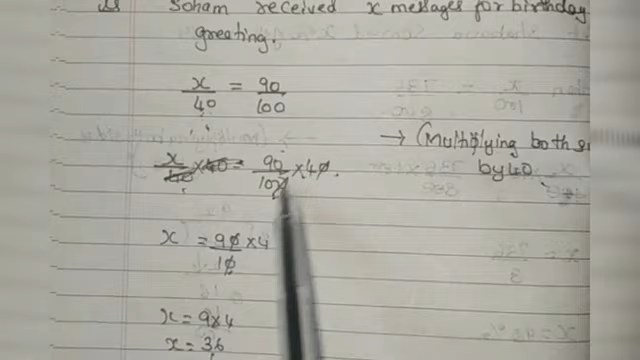 Soham received x messages for birthday
greeting.
x/40 = 90/100
→ (Multiplying both
x/40 × 40 = 90/100 × 40. by 40
x = 90 × 4 / 10
x = 9×4
x = 36